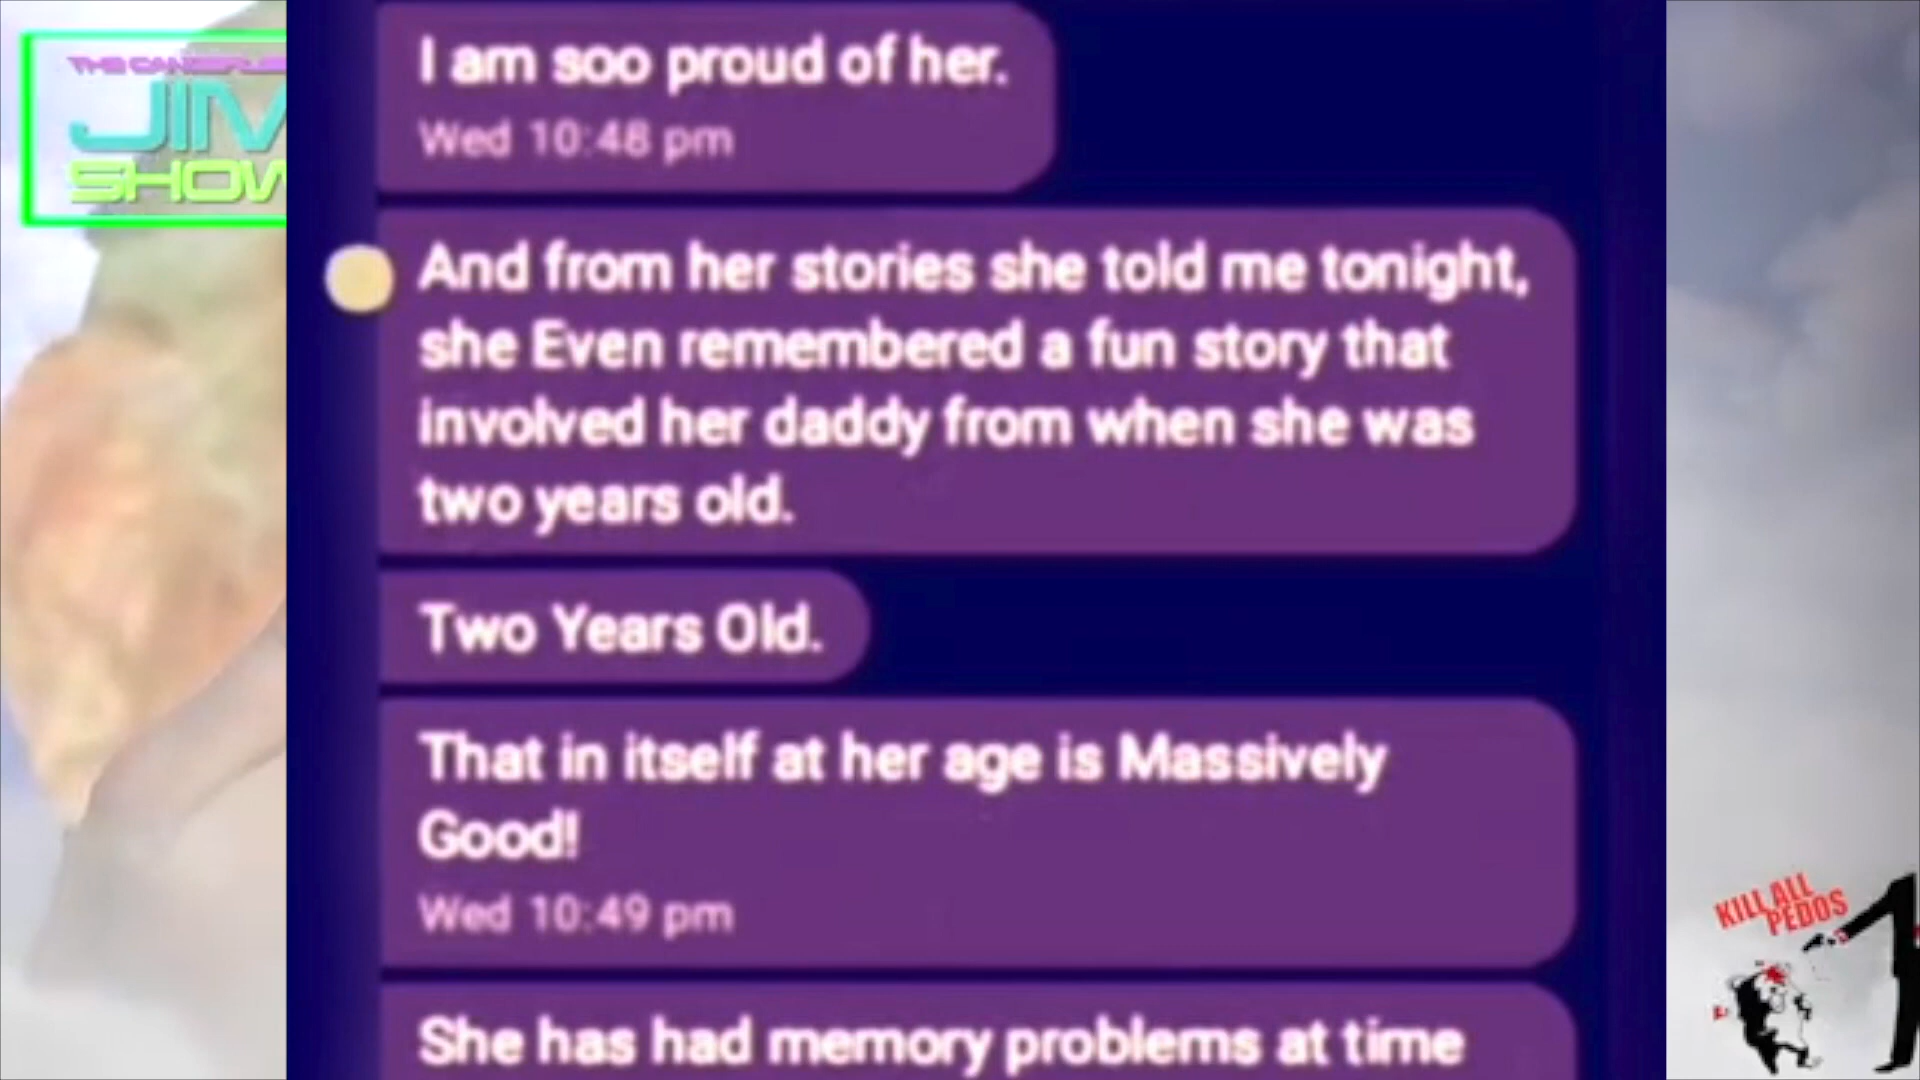 JIM
SHOW
I am soo proud of her.
Wed 10:48 pm
And from her stories she told me tonight,
she Even remembered a fun story that
involved her daddy from when she was
two years old.
Two Years Old.
That in itself at her age is Massively
Good!
Wed 10:49 pm
She has had memory problems at time
KILL ALL
PEDOS